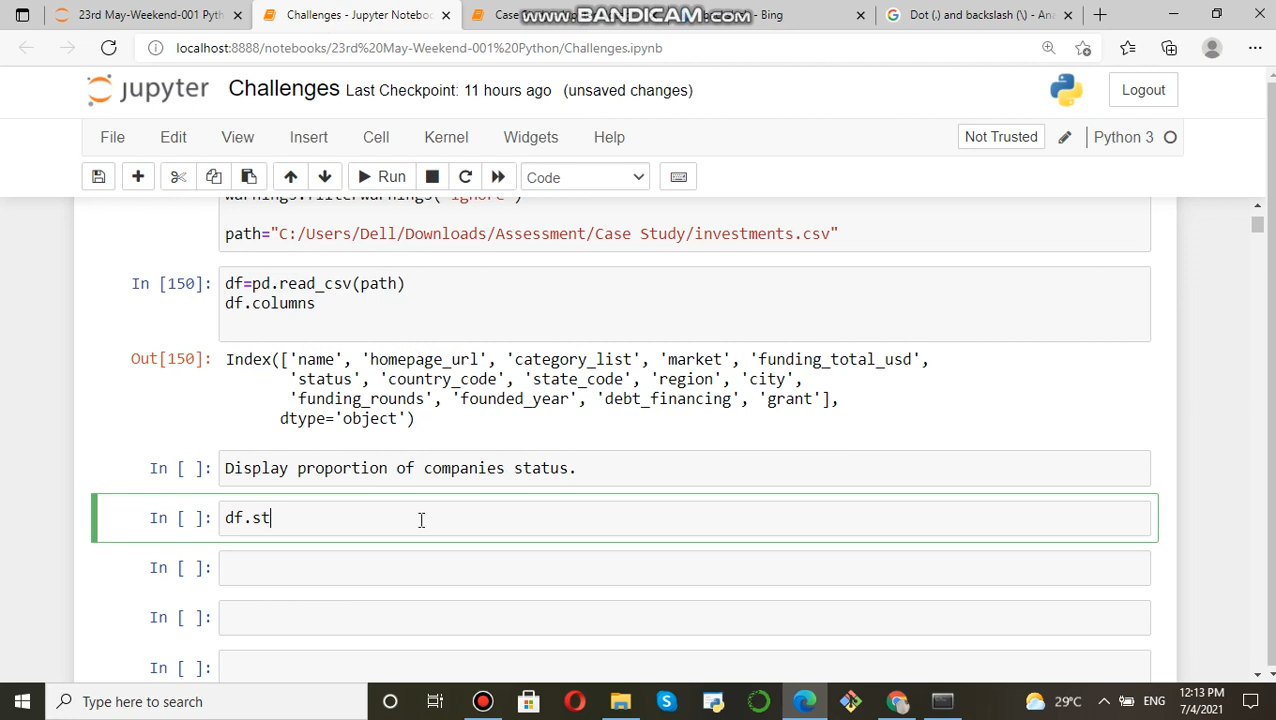 23rd May-Weekend-001 Pyth
Challenges - Jupyter Noteboo
Cas
www.BANDICAM.com
Bing
Dot (.) and backslash (\) - Ana
localhost:8888/notebooks/23rd%20May-Weekend-001%20Python/Challenges.ipynb
jupyter Challenges Last Checkpoint: 11 hours ago (unsaved changes)
Logout
File Edit View Insert Cell Kernel Widgets Help
Not Trusted
Python 3
Run
Code
warnings.filterwarnings("ignore")
path="C:/Users/Dell/Downloads/Assessment/Case Study/investments.csv"
In [150]: df=pd.read_csv(path)
df.columns
Out[150]: Index(['name', 'homepage_url', 'category_list', 'market', 'funding_total_usd',
'status', 'country_code', 'state_code', 'region', 'city',
'funding_rounds', 'founded_year', 'debt_financing', 'grant'],
dtype='object')
In [ ]: Display proportion of companies status.
In [ ]: df.st
In [ ]:
In [ ]:
In [ ]:
Type here to search
29°C
ENG
12:13 PM
7/4/2021